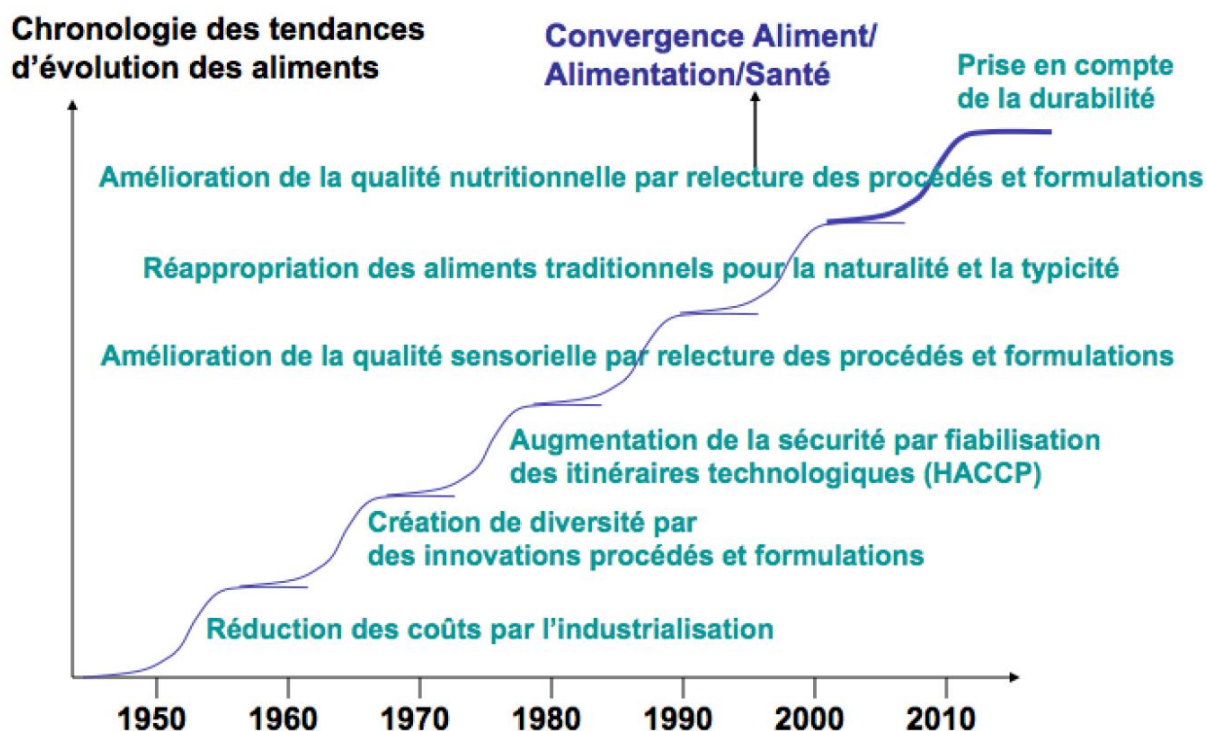 Chronologie des tendances
d'évolution des aliments
Convergence Aliment/
Alimentation/Santé
Prise en compte
de la durabilité
Amélioration de la qualité nutritionnelle par relecture des procédés et formulations
Réappropriation des aliments traditionnels pour la naturalité et la typicité
Amélioration de la qualité sensorielle par relecture des procédés et formulations
Augmentation de la sécurité par fiabilisation
des itinéraires technologiques (HACCP)
Création de diversité par
des innovations procédés et formulations
Réduction des coûts par l'industrialisation
1950 1960 1970 1980 1990 2000 2010